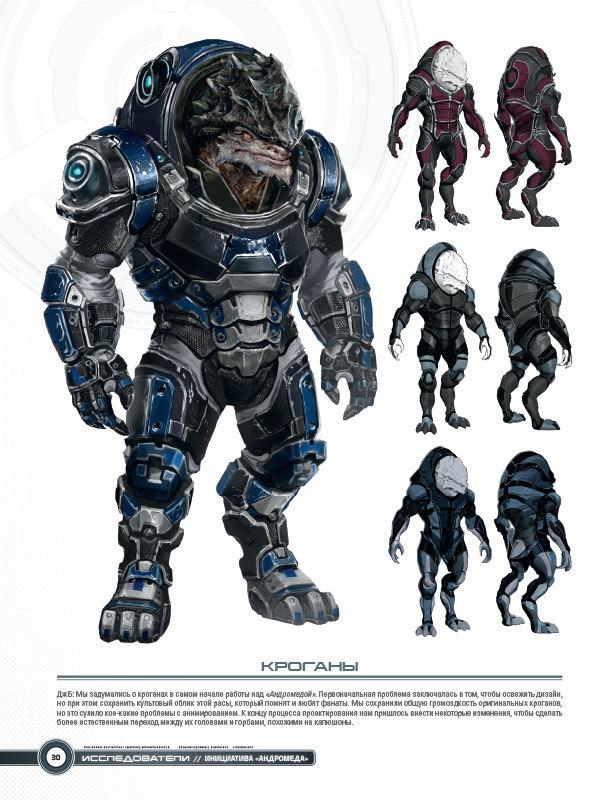 КРОГАНЫ
ДжБ: Мы задумались о кроганах в самом начале работы над «Андромедой». Первоначальная проблема заключалась в том, чтобы освежить дизайн,
но при этом сохранить культовый облик этой расы, который помнят и любят фанаты. Мы сохранили общую громоздкость оригинальных кроганов,
но это сулило кое-какие проблемы с анимированием. К концу процесса проектирования нам пришлось внести некоторые изменения, чтобы сделать
более естественным переход между их головами и горбами, похожими на капюшоны.
30 ИССЛЕДОВАТЕЛИ // ИНИЦИАТИВА «АНДРОМЕДА»